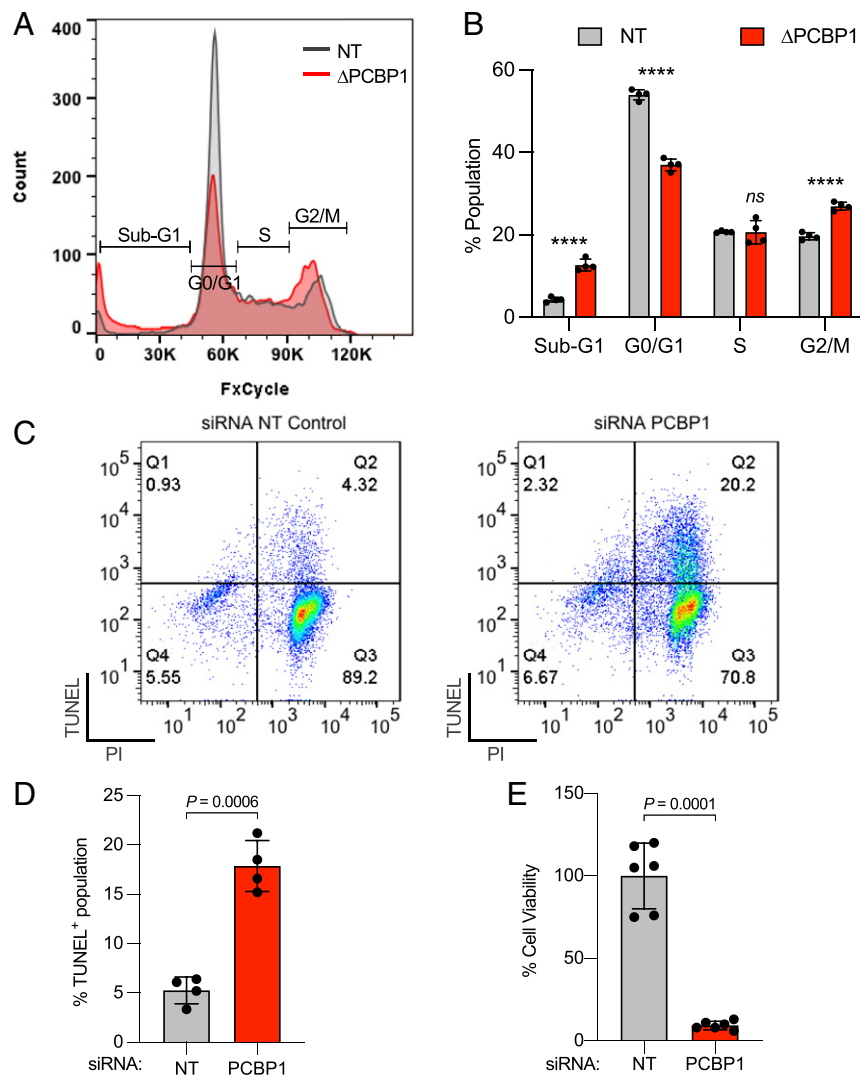 A
NT
ΔPCBP1
400
300
200
100
0
Count
Sub-G1
G0/G1
S
G2/M
0
30K
60K
90K
120K
FxCycle
B
NT
ΔPCBP1
60
40
20
0
% Population
****
****
ns
****
Sub-G1
G0/G1
S
G2/M
C
siRNA NT Control
Q1
0.93
Q2
4.32
Q4
5.55
Q3
89.2
10^5
10^4
10^3
10^2
10^1
10^1
10^2
10^3
10^4
10^5
TUNEL
PI
siRNA PCBP1
Q1
2.32
Q2
20.2
Q4
6.67
Q3
70.8
10^5
10^4
10^3
10^2
10^1
10^1
10^2
10^3
10^4
10^5
TUNEL
PI
D
P = 0.0006
25
20
15
10
5
0
% TUNEL+ population
siRNA: NT PCBP1
E
P = 0.0001
150
100
50
0
% Cell Viability
siRNA: NT PCBP1